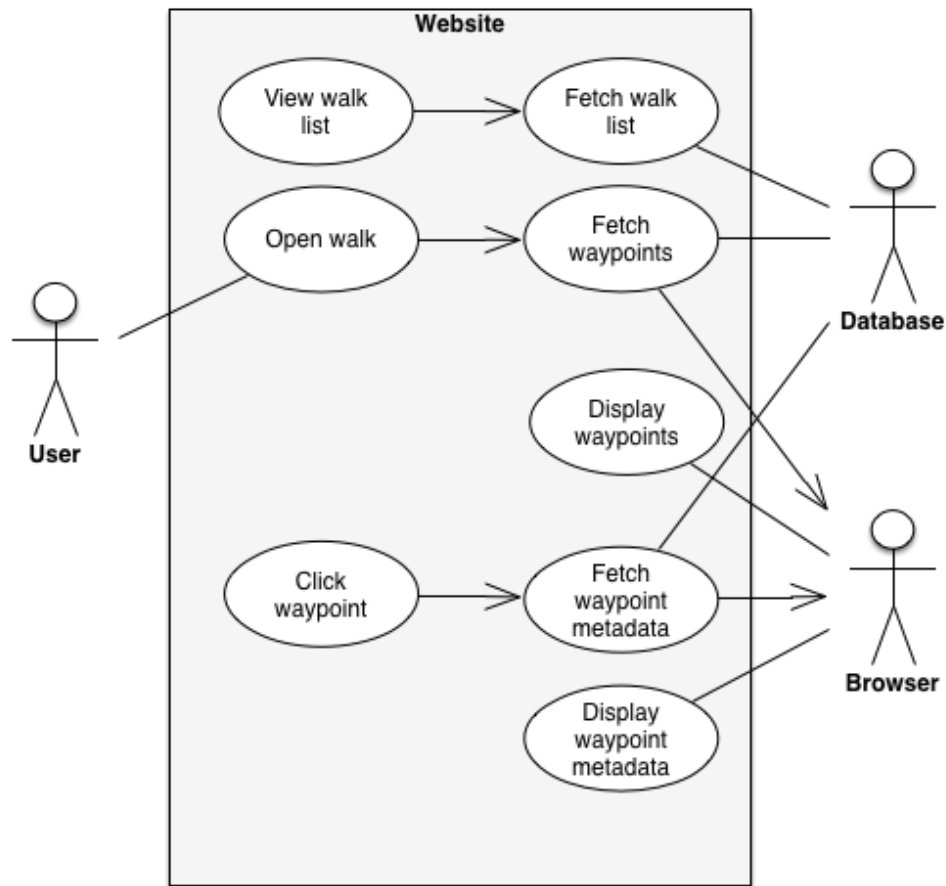 Website
View walk
list
Fetch walk
list
Open walk
Fetch
waypoints
Database
User
Display
waypoints
Click
waypoint
Fetch
waypoint
metadata
Browser
Display
waypoint
metadata